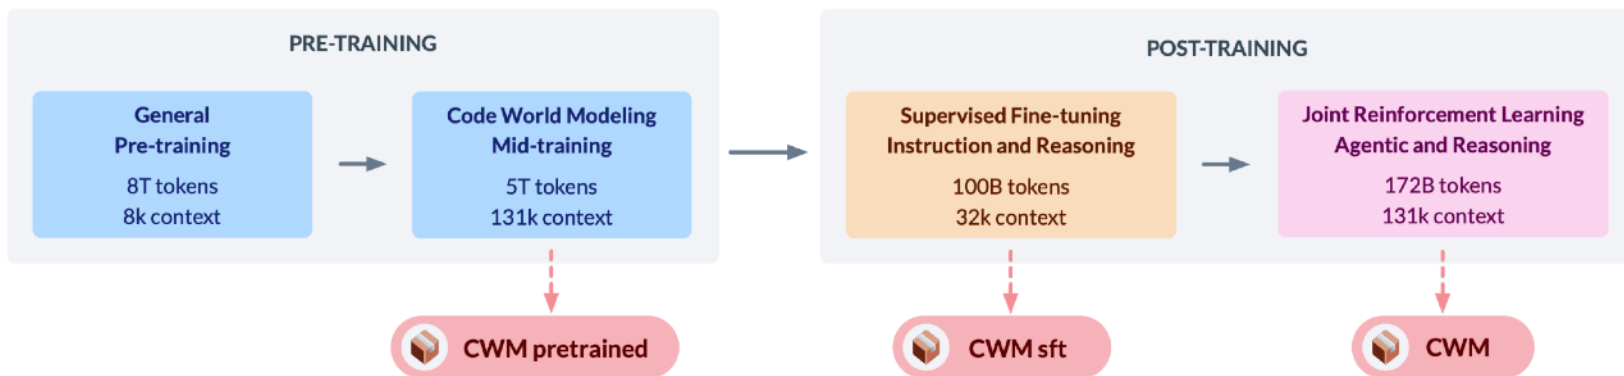 PRE-TRAINING
General
Pre-training
8T tokens
8k context
Code World Modeling
Mid-training
5T tokens
131k context
CWM pretrained
POST-TRAINING
Supervised Fine-tuning
Instruction and Reasoning
100B tokens
32k context
CWM sft
Joint Reinforcement Learning
Agentic and Reasoning
172B tokens
131k context
CWM